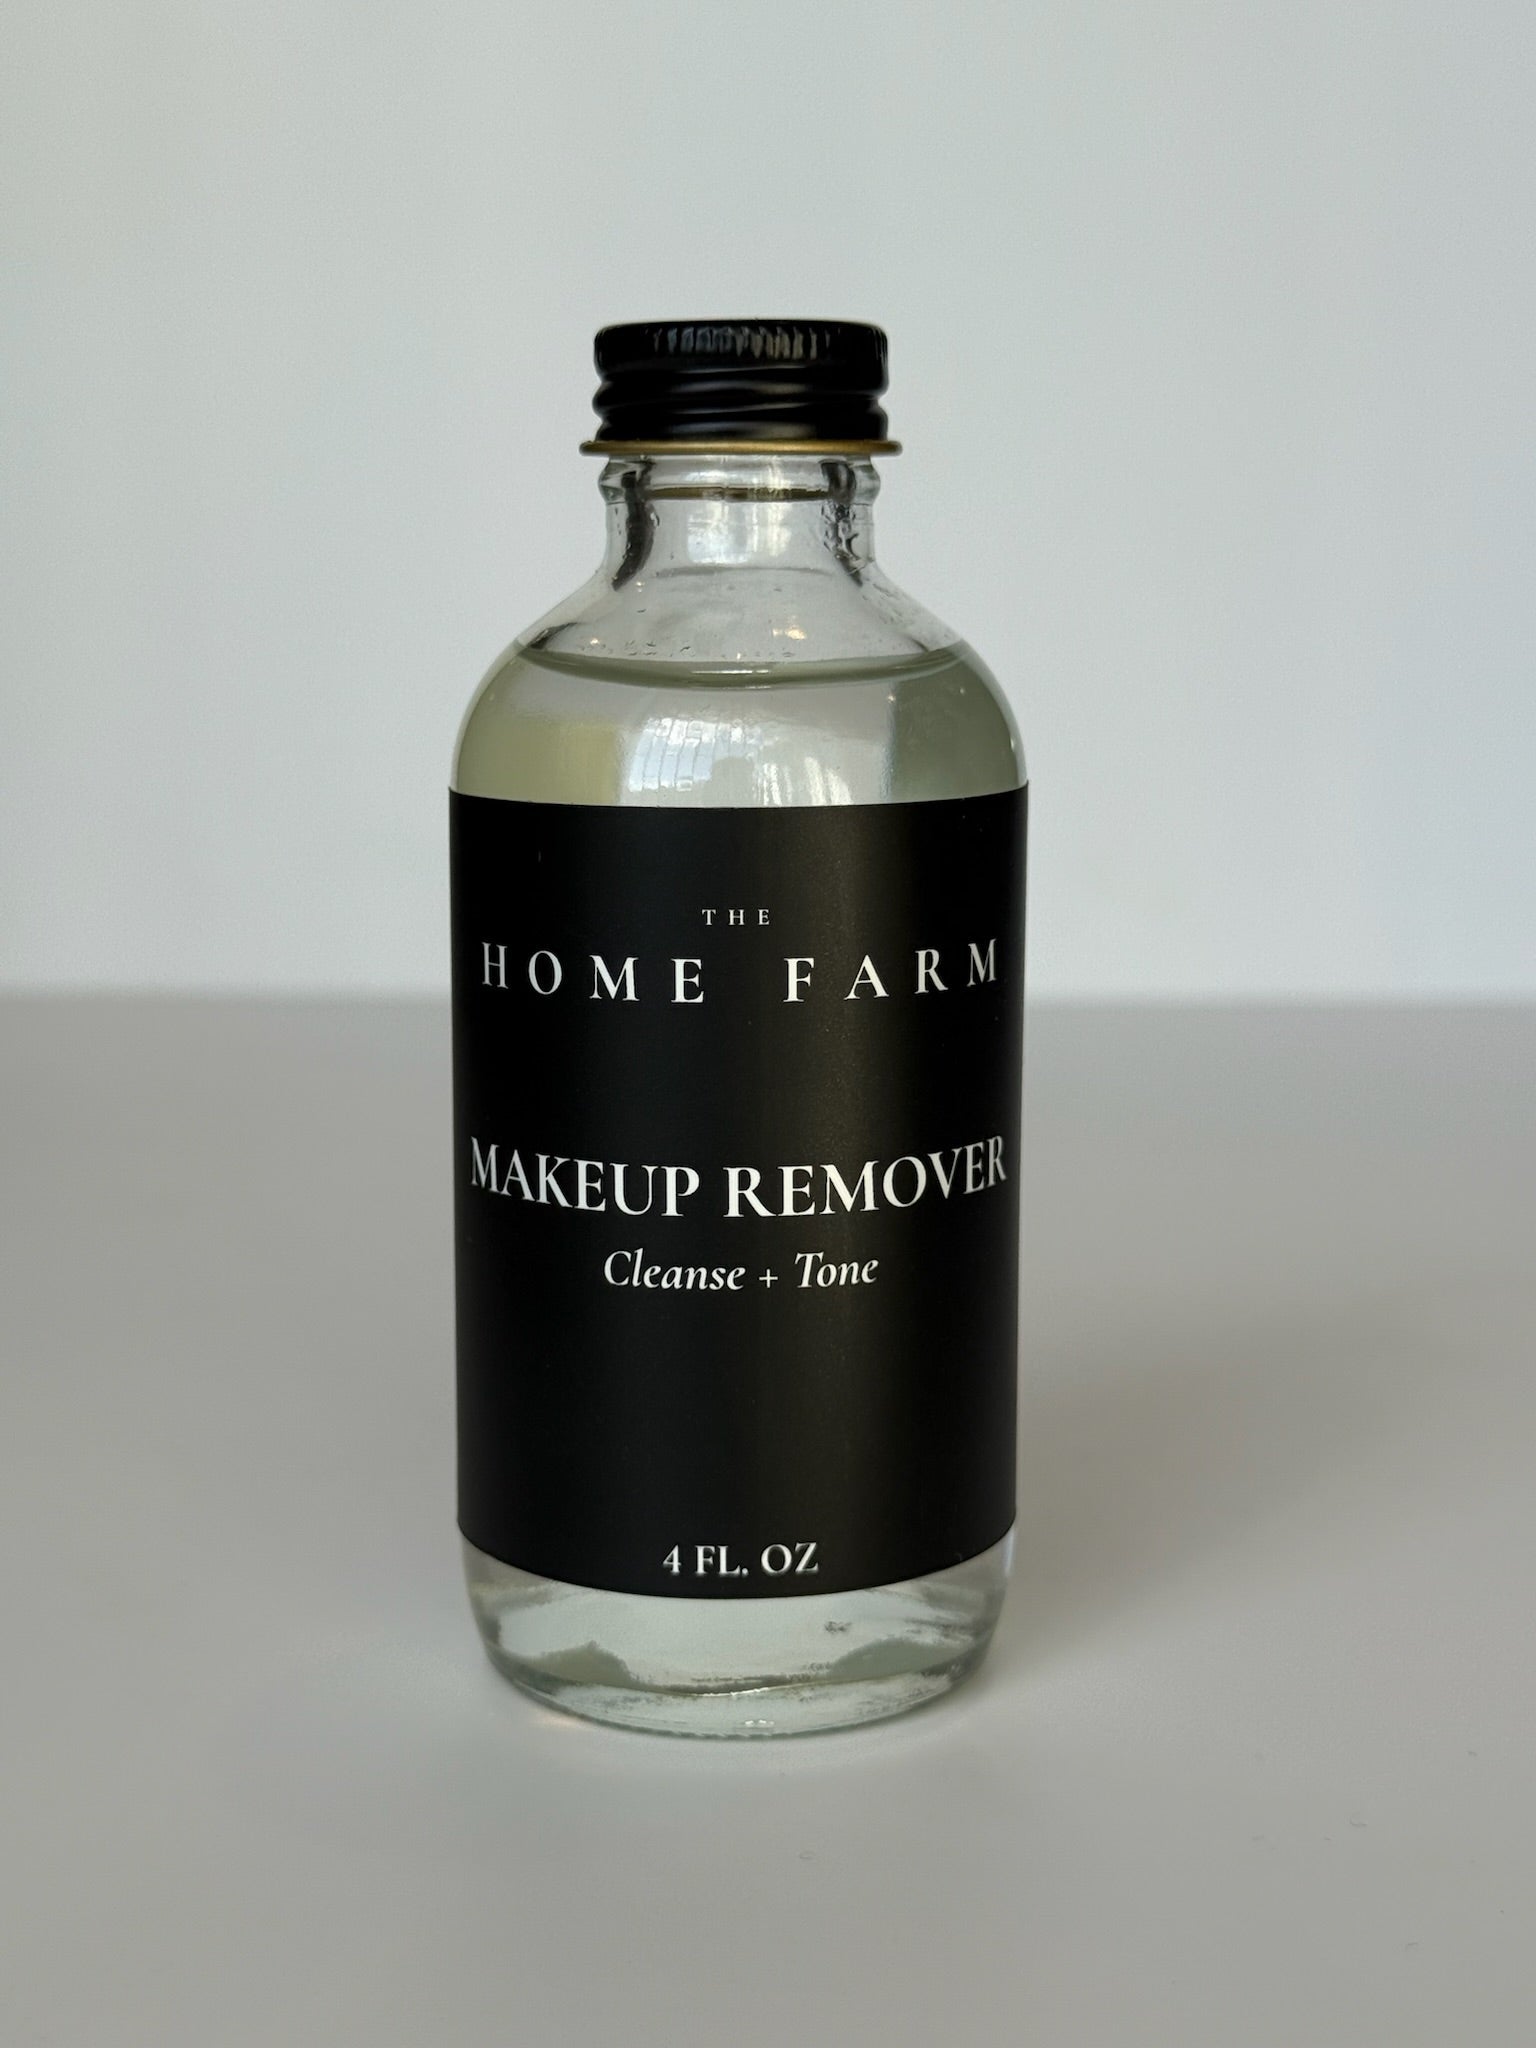 THE
HOME FARM
MAKEUP REMOVER
Cleanse + Tone
4 FL. OZ